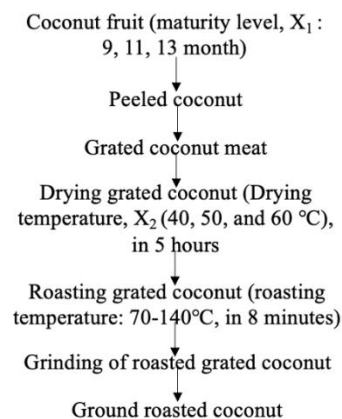 Coconut fruit (maturity level, X₁ :
9, 11, 13 month)
Peeled coconut
Grated coconut meat
Drying grated coconut (Drying
temperature, X₂ (40, 50, and 60 °C),
in 5 hours
Roasting grated coconut (roasting
temperature: 70-140°C, in 8 minutes)
Grinding of roasted grated coconut
Ground roasted coconut